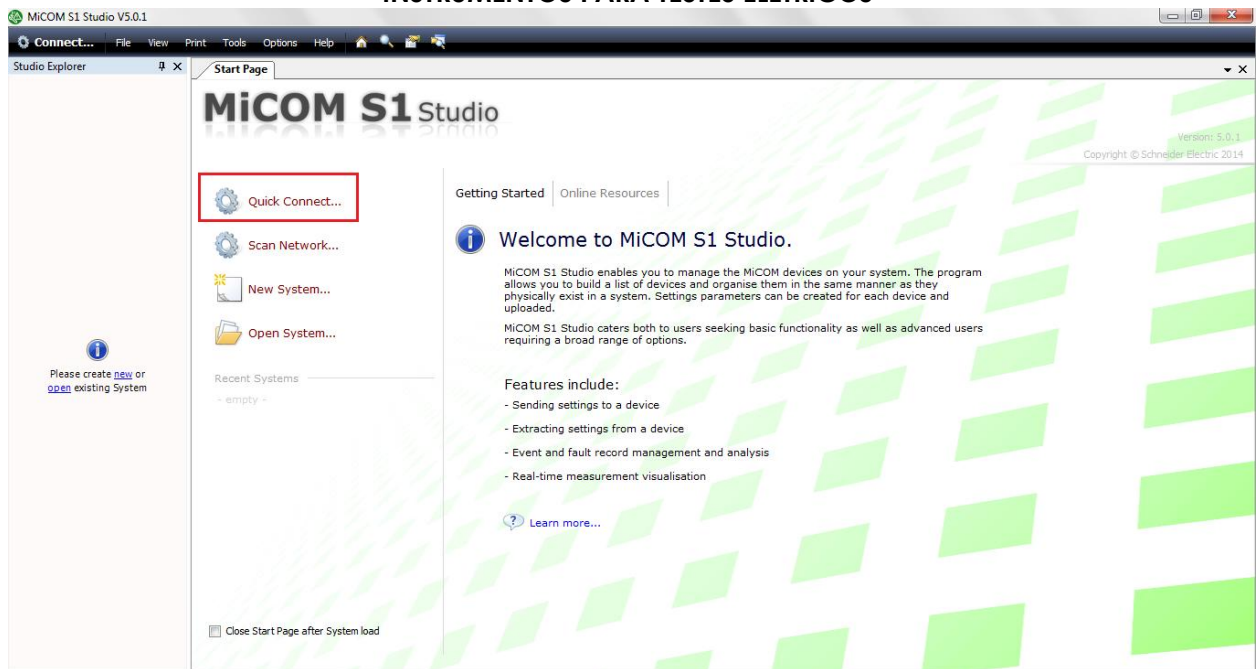 INSTRUMENTOS PARA TESTES ELÉTRICOS
MiCOM S1 Studio V5.0.1
Connect... File View Print Tools Options Help
Studio Explorer
Start Page
MiCOM S1 Studio
Version: 5.0.1
Copyright © Schneider Electric 2014
Quick Connect...
Scan Network...
New System...
Open System...
Recent Systems
- empty -
Getting Started Online Resources
Welcome to MiCOM S1 Studio.
MiCOM S1 Studio enables you to manage the MiCOM devices on your system. The program
allows you to build a list of devices and organise them in the same manner as they
physically exist in a system. Settings parameters can be created for each device and
uploaded.
MiCOM S1 Studio caters both to users seeking basic functionality as well as advanced users
requiring a broad range of options.
Features include:
- Sending settings to a device
- Extracting settings from a device
- Event and fault record management and analysis
- Real-time measurement visualisation
Learn more...
Please create new or
open existing System
Close Start Page after System load